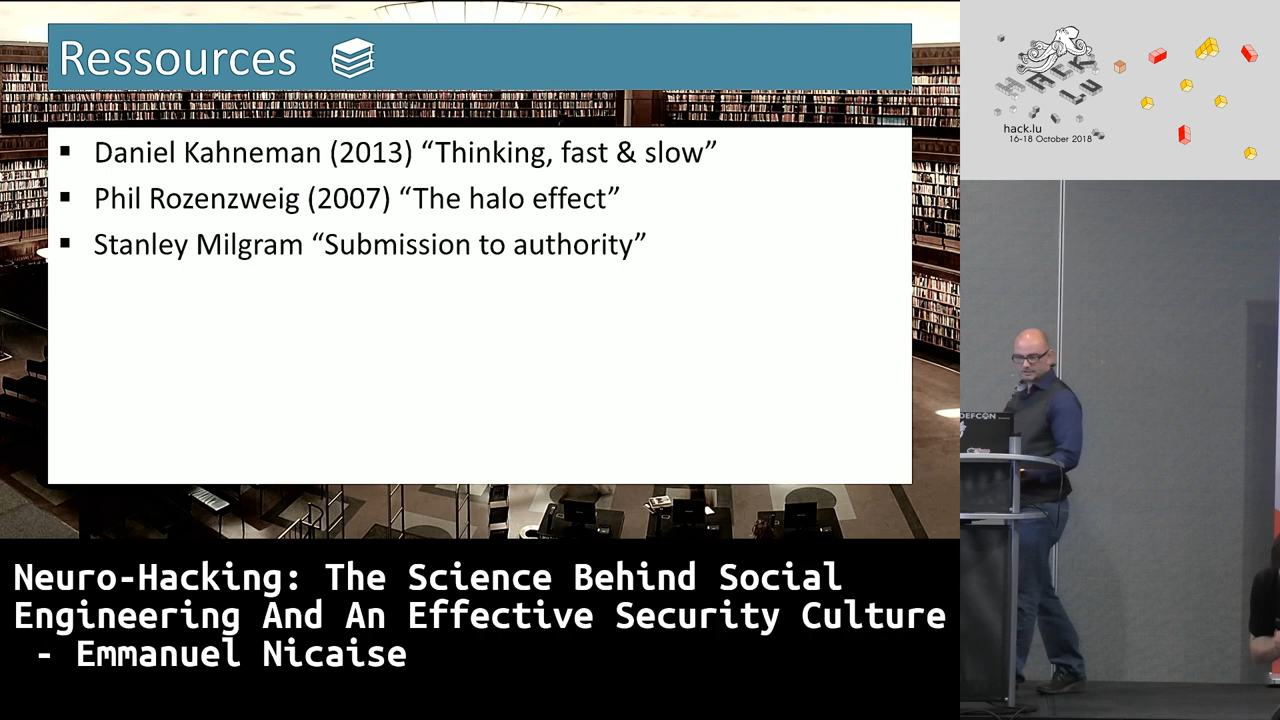 Ressources
▪ Daniel Kahneman (2013) “Thinking, fast & slow”
▪ Phil Rozenzweig (2007) “The halo effect”
▪ Stanley Milgram “Submission to authority”
hack.lu
16-18 October 2018
DEFCON
Neuro-Hacking: The Science Behind Social
Engineering And An Effective Security Culture
- Emmanuel Nicaise